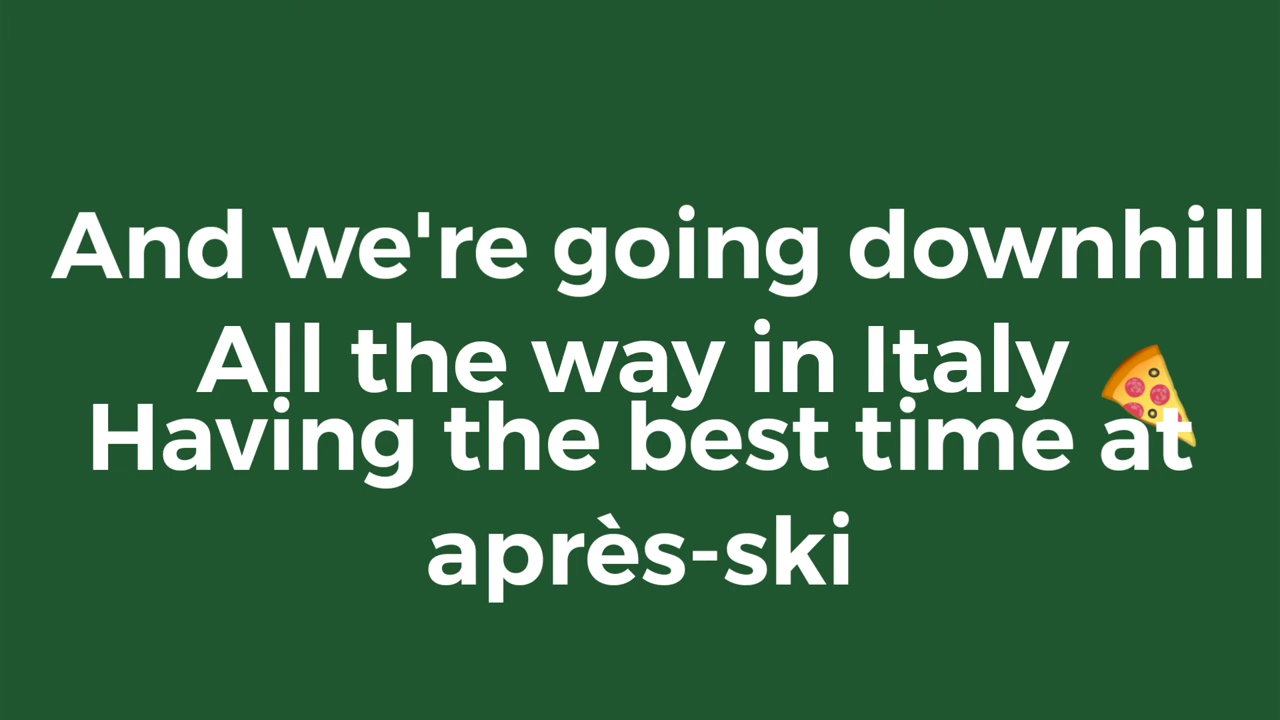 And we're going downhill
All the way in Italy 🍕
Having the best time at
après-ski